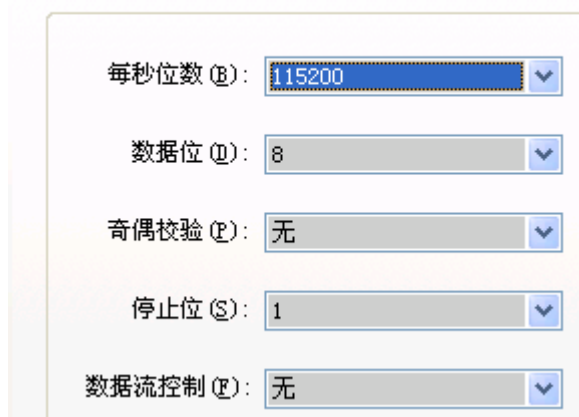 每秒位数(B): 115200
数据位(D): 8
奇偶校验(P): 无
停止位(S): 1
数据流控制(F): 无